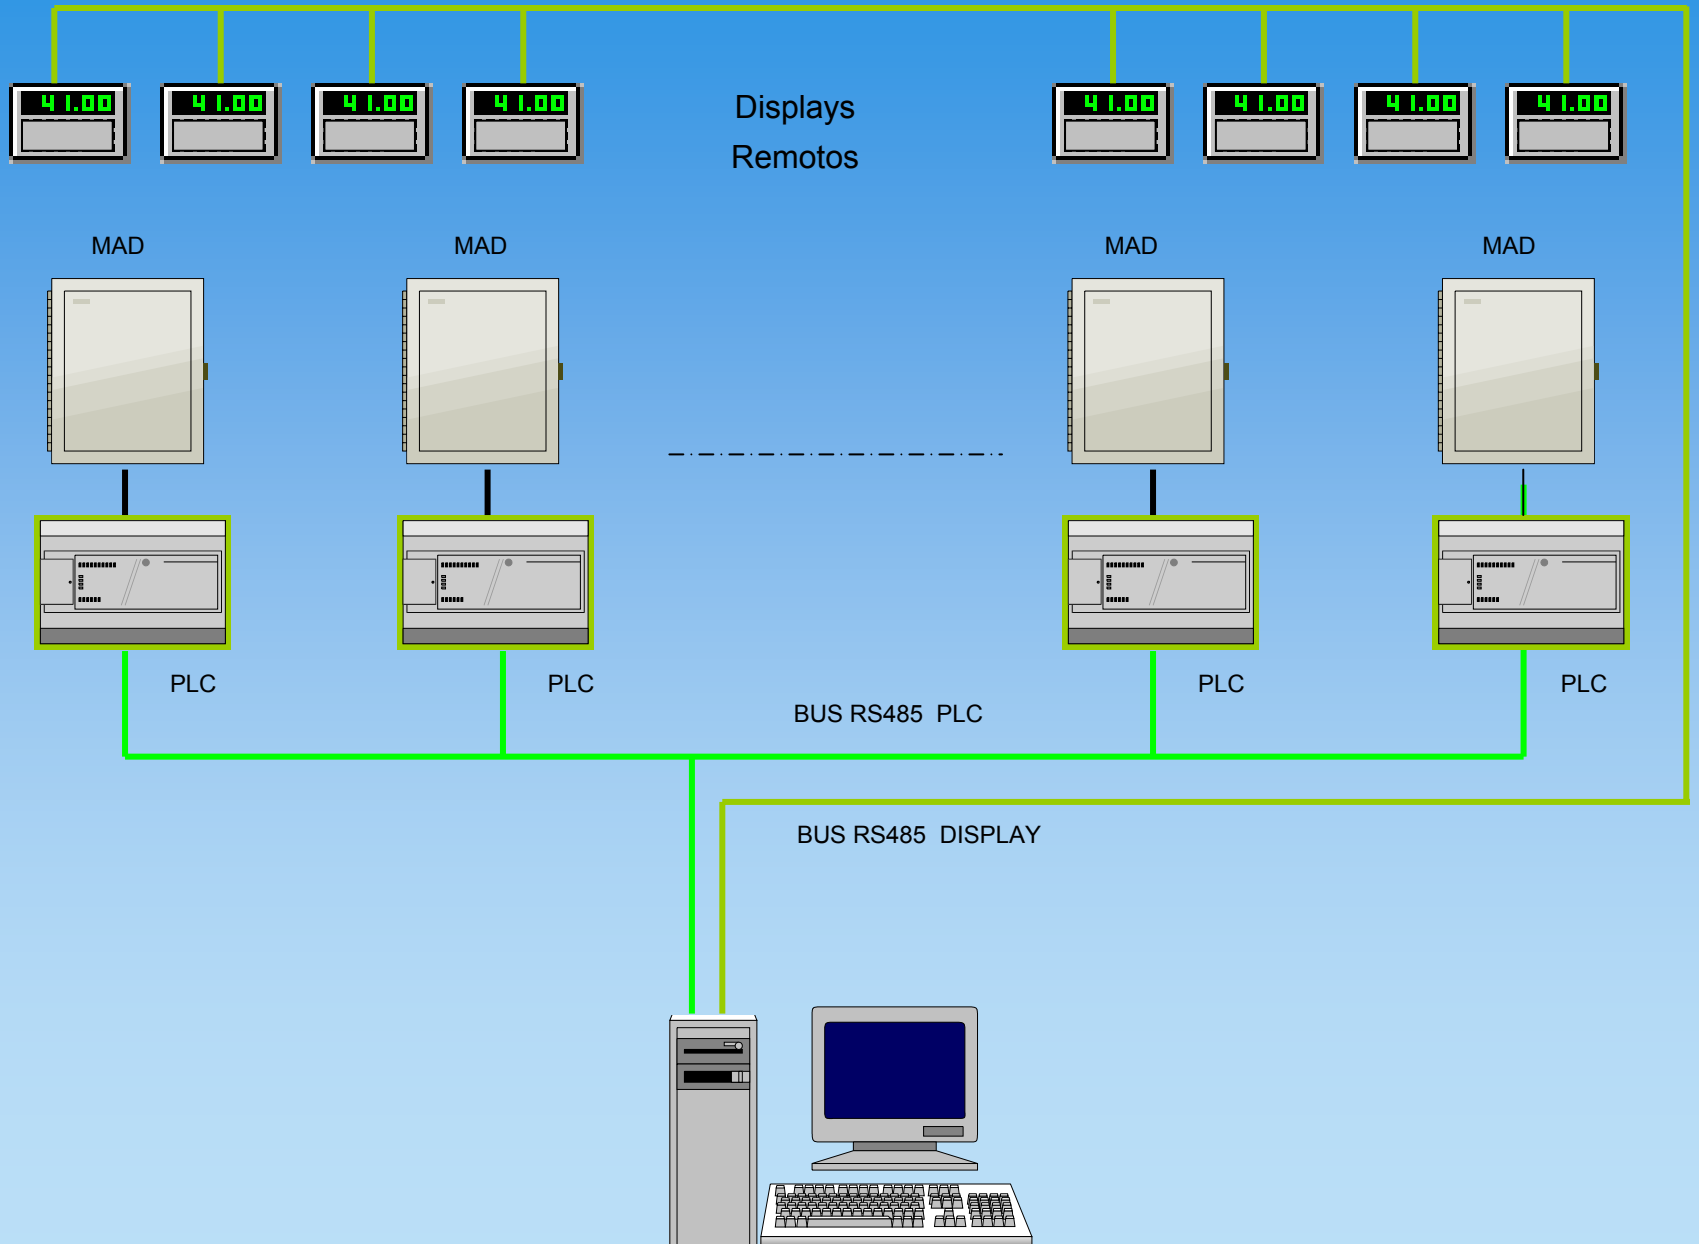 41.00 41.00 41.00 41.00 41.00 41.00 41.00 41.00
Displays
Remotos
MAD MAD MAD MAD
PLC PLC PLC PLC
BUS RS485 PLC
BUS RS485 DISPLAY